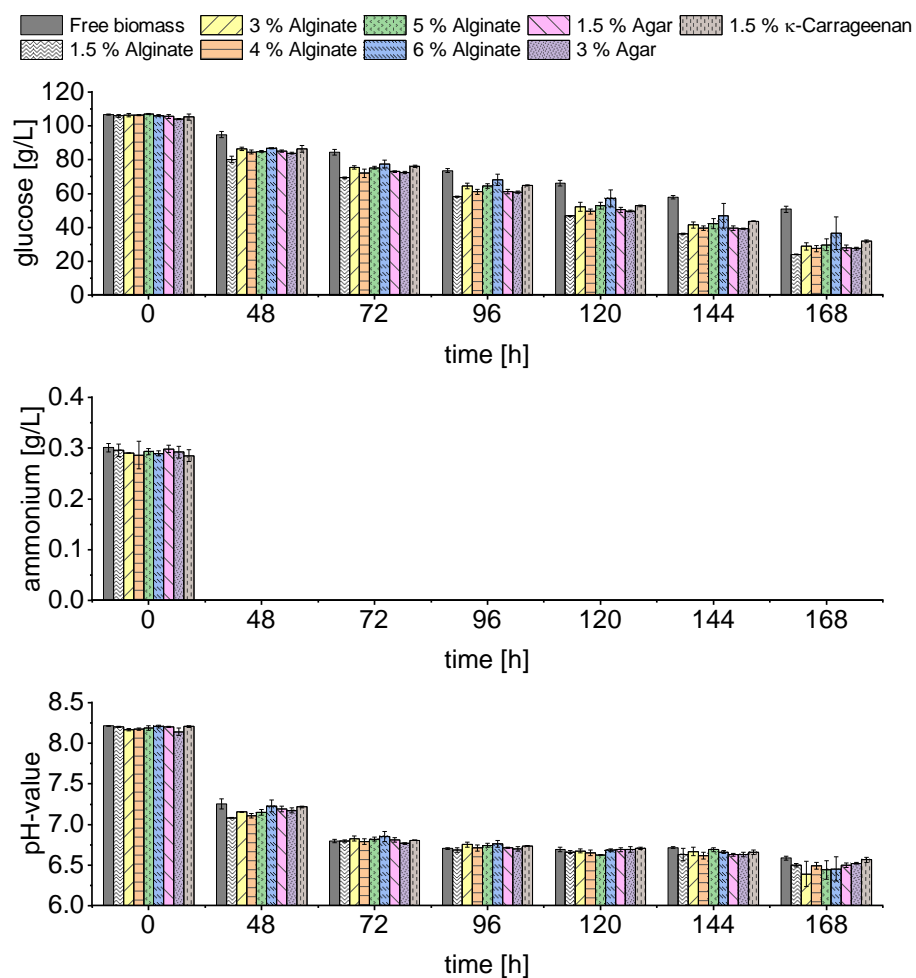 Free biomass 3 % Alginate 5 % Alginate 1.5 % Agar 1.5 % κ-Carrageenan
1.5 % Alginate 4 % Alginate 6 % Alginate 3 % Agar
glucose [g/L]
120
100
80
60
40
20
0
0 48 72 96 120 144 168
time [h]
ammonium [g/L]
0.4
0.3
0.2
0.1
0.0
0 48 72 96 120 144 168
time [h]
pH-value
8.5
8.0
7.5
7.0
6.5
6.0
0 48 72 96 120 144 168
time [h]